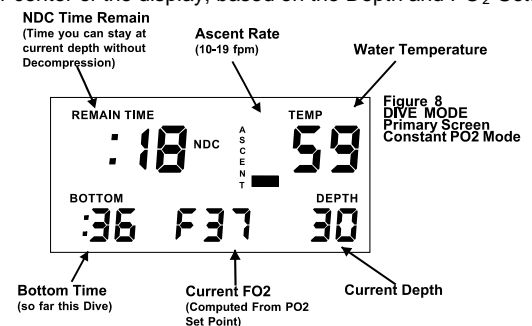 center of the display, based on the Depth and PO2
NDC Time Remain
(Time you can stay at
current depth without
Decompression)
Ascent Rate
(10-19 fpm)
Water Temperature
Figure 8
DIVE MODE
Primary Screen
Constant PO2 Mode
REMAIN TIME
:18 NDC
ASCENT
TEMP
59
BOTTOM
:36
F37
DEPTH
30
Bottom Time
(so far this Dive)
Current FO2
(Computed From PO2
Set Point)
Current Depth